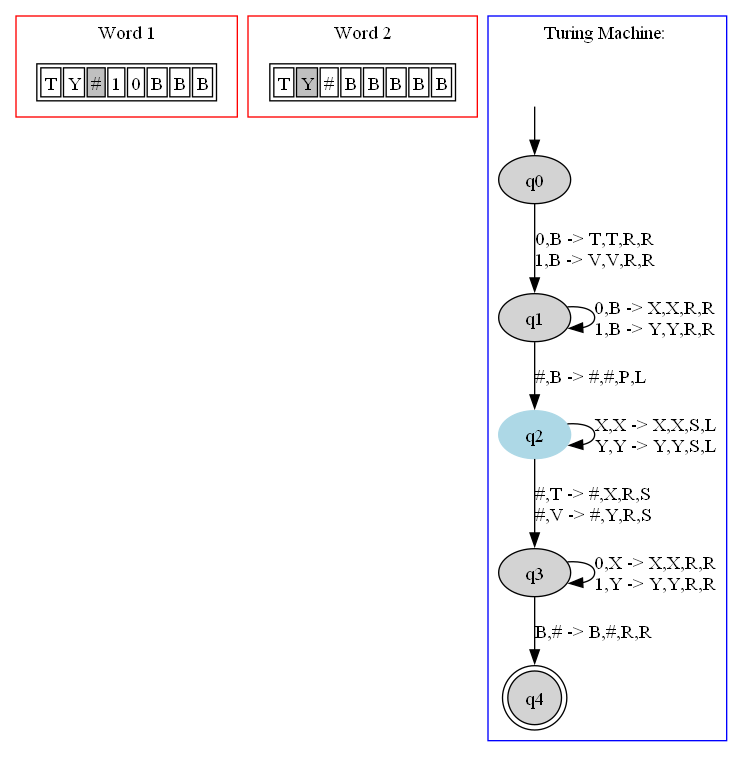 Word 1
T Y # 1 0 B B B
Word 2
T Y # B B B B B
Turing Machine:
q0
0,B -> T,T,R,R
1,B -> V,V,R,R
q1
0,B -> X,X,R,R
1,B -> Y,Y,R,R
#,B -> #,#,P,L
q2
X,X -> X,X,S,L
Y,Y -> Y,Y,S,L
#,T -> #,X,R,S
#,V -> #,Y,R,S
q3
0,X -> X,X,R,R
1,Y -> Y,Y,R,R
B,# -> B,#,R,R
q4